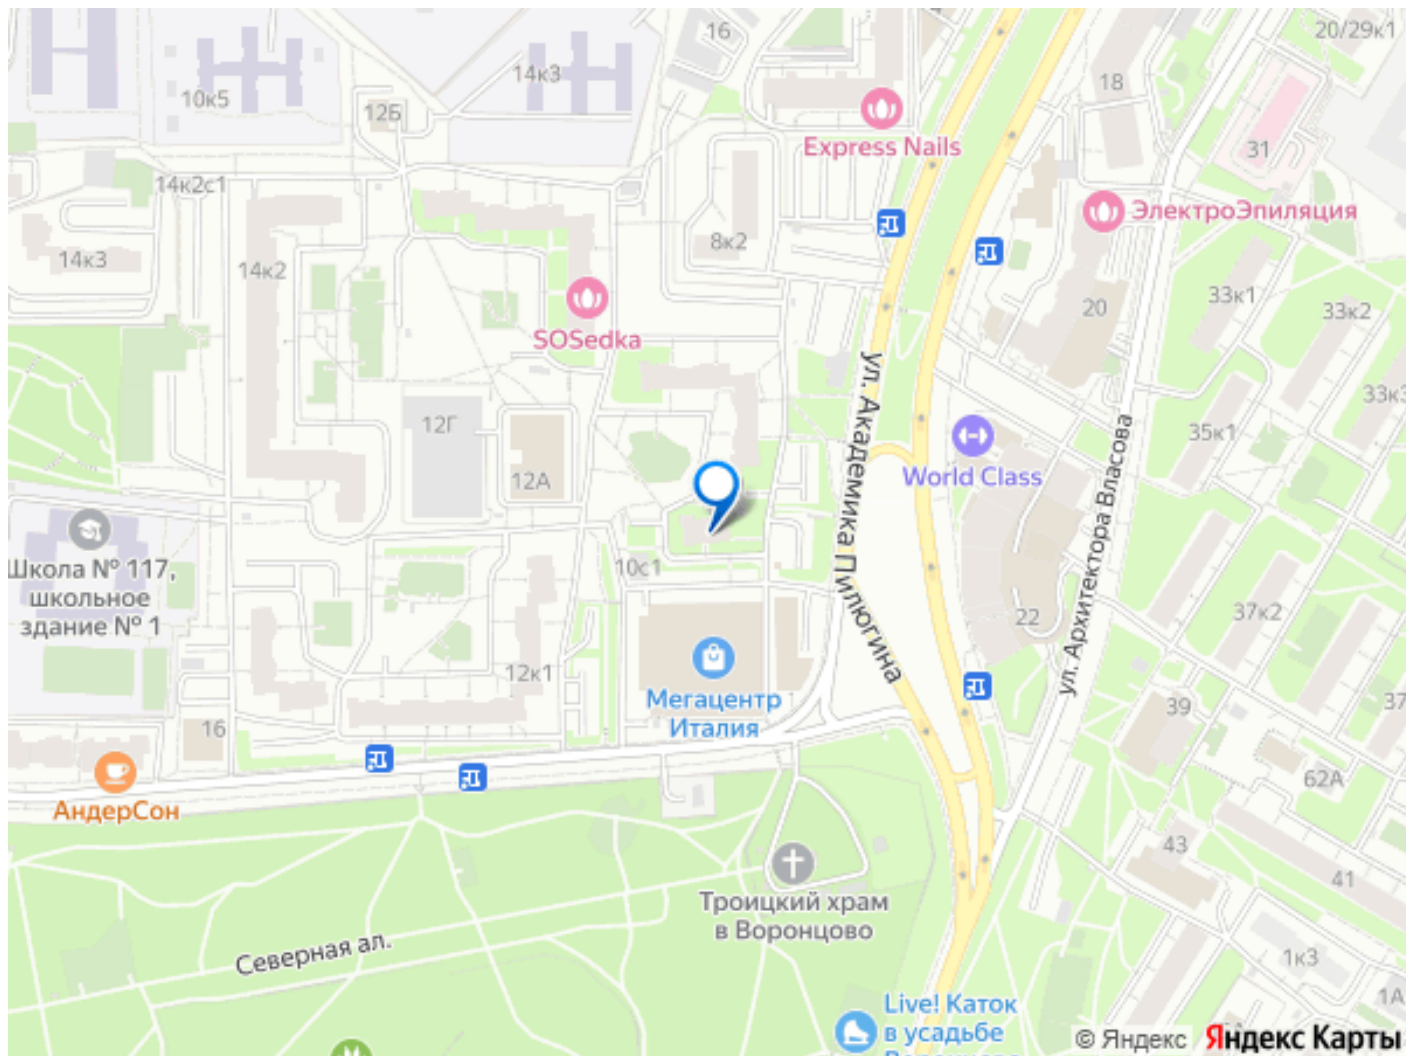 16
20/29к1
14к3
18
10к5
12Б
Express Nails
31
14к2с1
ЭлектроЭпиляция
8к2
14к3
14к2
33к1
33к2
20
SOSedka
ул. Академика Пилюгина
33к3
12Г
35к1
ул. Архитектора Власова
World Class
12А
Школа № 117,
школьное
здание № 1
10с1
22
37к2
12к1
Мегацентр
Италия
39
37
16
62А
АндерСон
43
41
Троицкий храм
в Воронцово
Северная ал.
1к3
1А
Live! Каток
в усадьбе
© Яндекс
Яндекс Карты